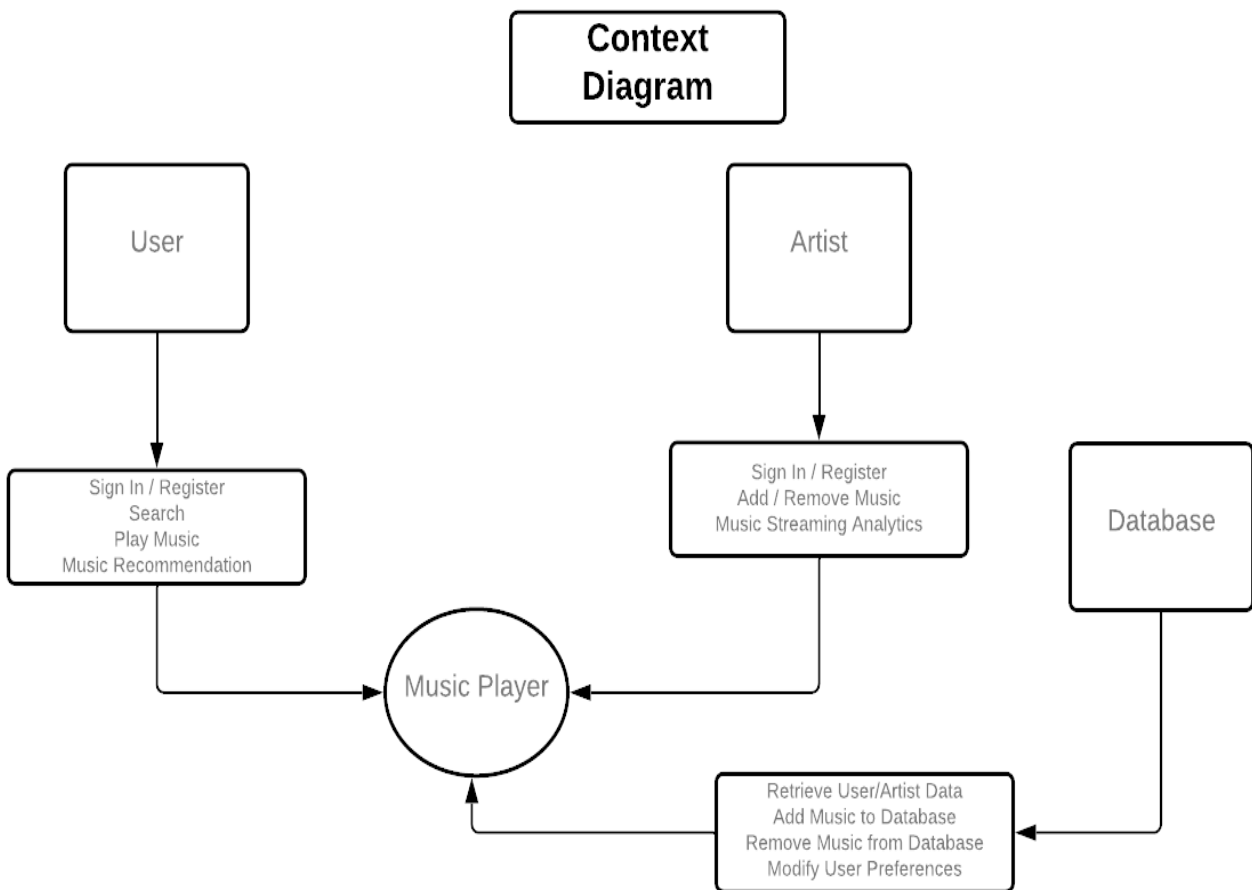 Context
Diagram
User
Artist
Sign In / Register
Search
Play Music
Music Recommendation
Sign In / Register
Add / Remove Music
Music Streaming Analytics
Database
Music Player
Retrieve User/Artist Data
Add Music to Database
Remove Music from Database
Modify User Preferences